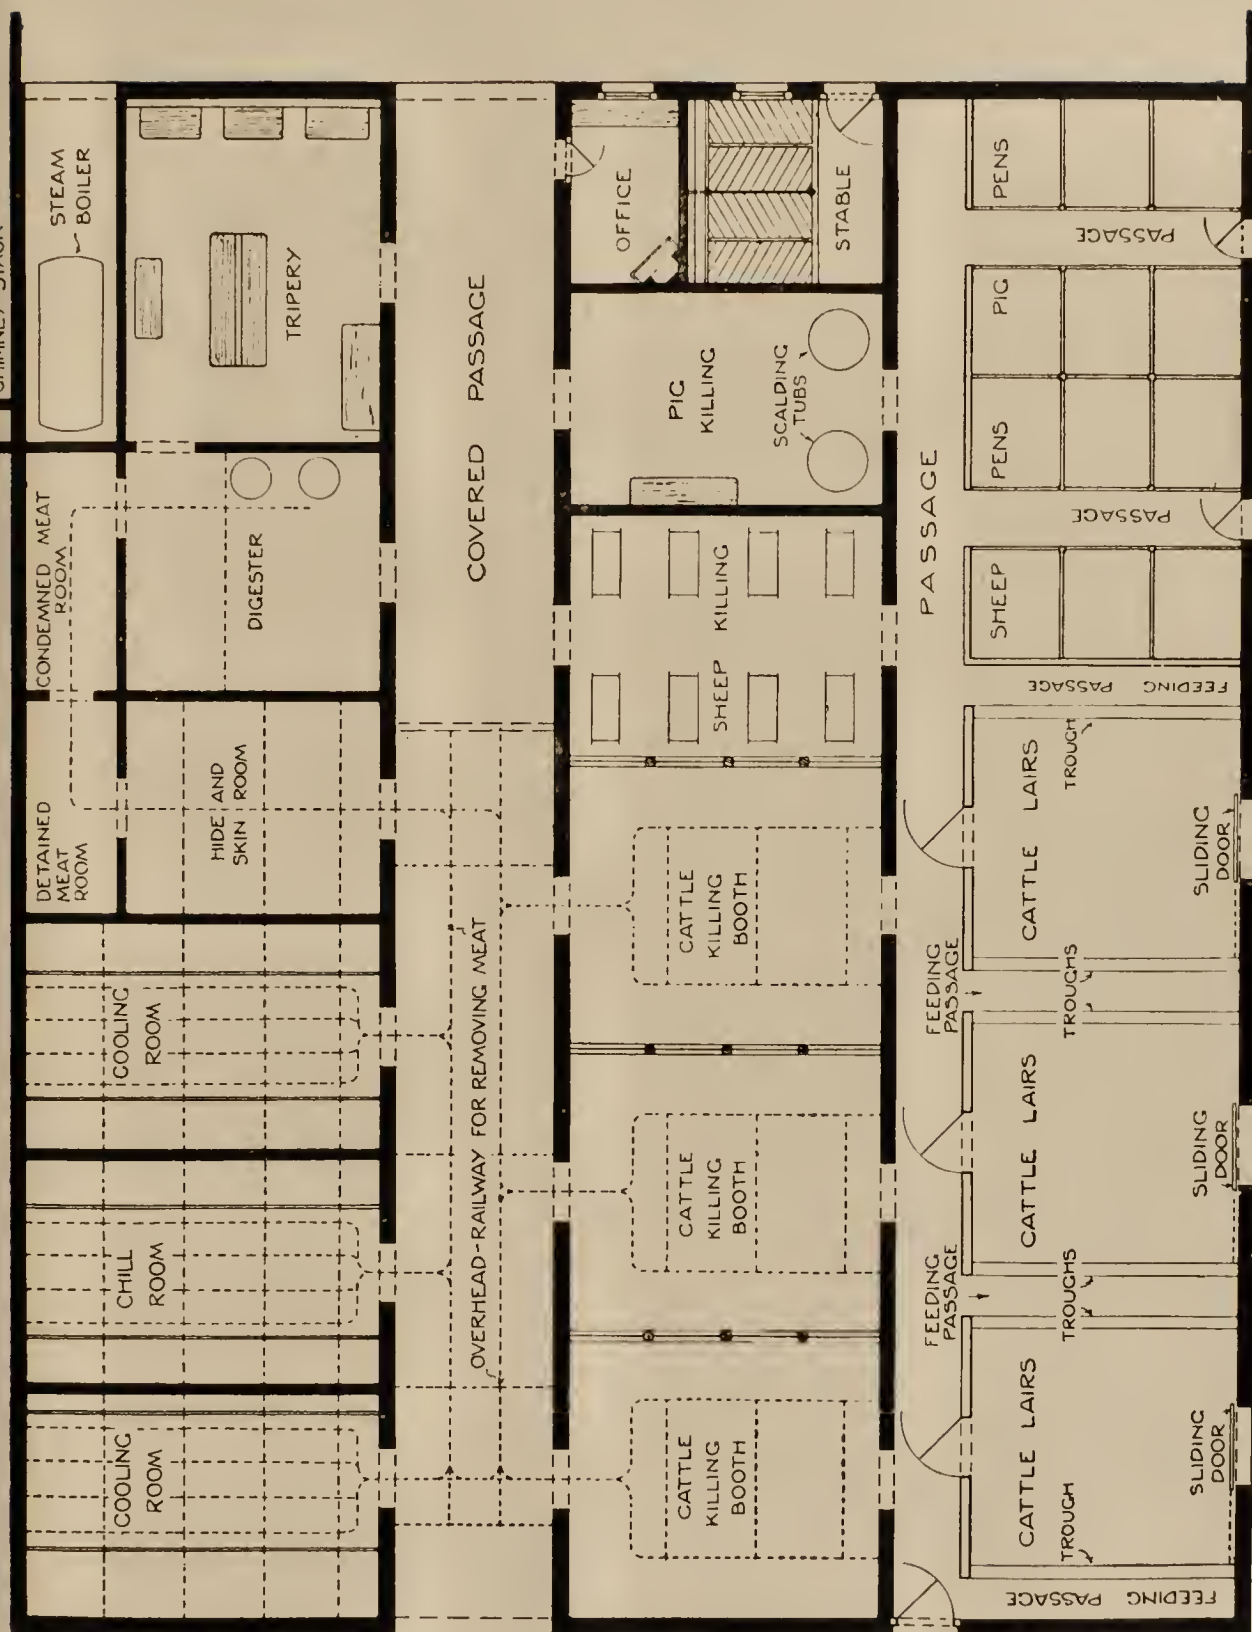 COOLING
ROOM
CHILL
ROOM
COOLING
ROOM
DETAINED
MEAT
ROOM
HIDE AND
SKIN ROOM
CONDEMNED MEAT
ROOM
DIGESTER
STEAM
BOILER
CHIMNEY STACK
TRIPERY
OVERHEAD-RAILWAY FOR REMOVING MEAT
COVERED PASSAGE
CATTLE
KILLING
BOOTH
CATTLE
KILLING
BOOTH
CATTLE
KILLING
BOOTH
SHEEP KILLING
PIG
KILLING
SCALDING
TUBS
OFFICE
STABLE
PASSAGE
FEEDING PASSAGE
CATTLE LAIRS
TROUGH
SLIDING
DOOR
FEEDING
PASSAGE
TROUGHS
CATTLE LAIRS
SLIDING
DOOR
FEEDING
PASSAGE
TROUGHS
CATTLE LAIRS
TROUGH
SLIDING
DOOR
FEEDING PASSAGE
SHEEP
PASSAGE
PENS
PIG
PASSAGE
PENS